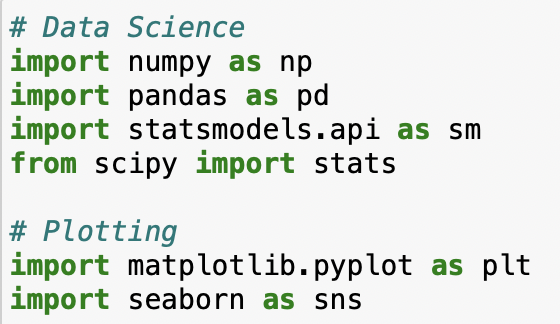 # Data Science
import numpy as np
import pandas as pd
import statsmodels.api as sm
from scipy import stats
# Plotting
import matplotlib.pyplot as plt
import seaborn as sns